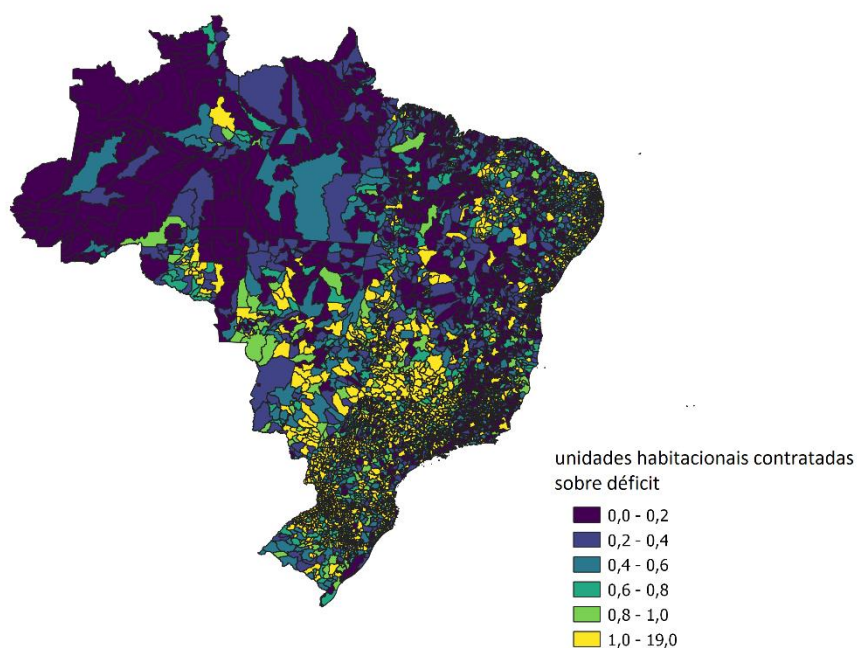 unidades habitacionais contratadas
sobre déficit
0,0 - 0,2
0,2 - 0,4
0,4 - 0,6
0,6 - 0,8
0,8 - 1,0
1,0 - 19,0